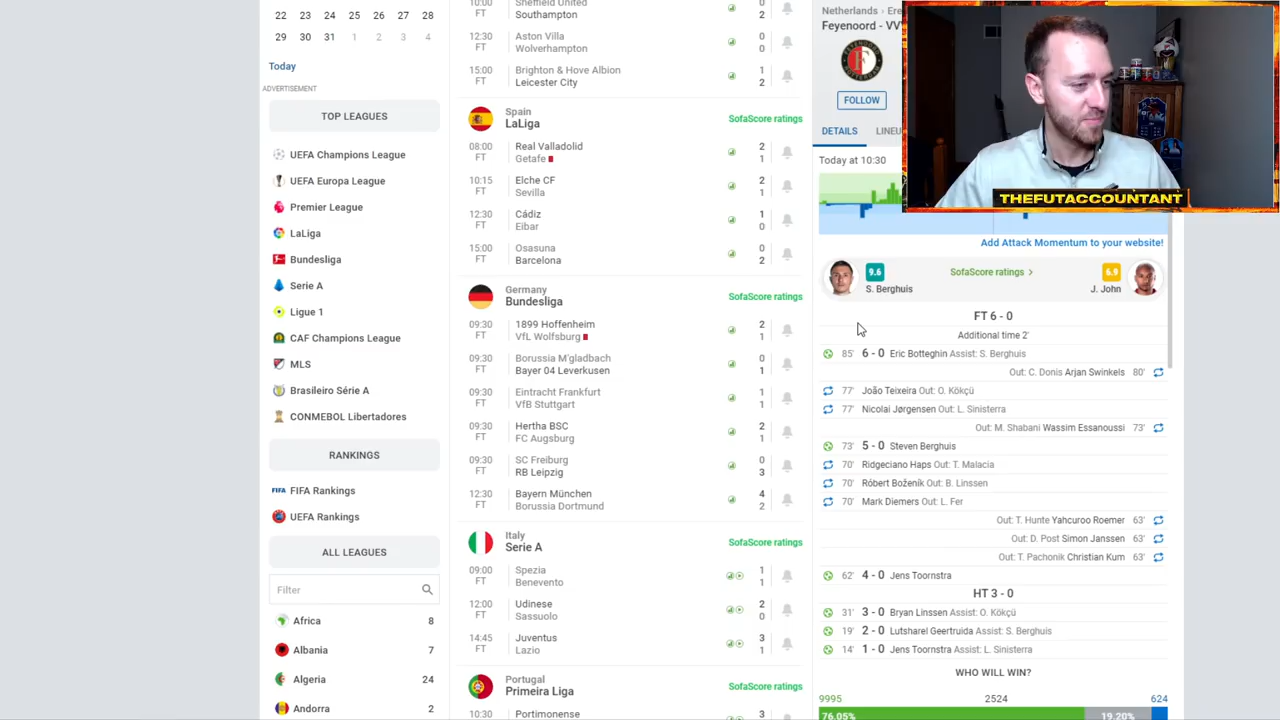 22 23 24 25 26 27 28
29 30 31 1 2 3 4
Today
ADVERTISEMENT
TOP LEAGUES
UEFA Champions League
UEFA Europa League
Premier League
LaLiga
Bundesliga
Serie A
Ligue 1
CAF Champions League
MLS
Brasileiro Série A
CONMEBOL Libertadores
RANKINGS
FIFA Rankings
UEFA Rankings
ALL LEAGUES
Filter
Africa 8
Albania 7
Algeria 24
Andorra 2
10:00 Sheffield United 0
FT Southampton 2
12:30 Aston Villa 0
FT Wolverhampton 0
15:00 Brighton & Hove Albion 1
FT Leicester City 2
Spain
LaLiga SofaScore ratings
08:00 Real Valladolid 2
FT Getafe 1
10:15 Elche CF 2
FT Sevilla 1
12:30 Cádiz 1
FT Eibar 0
15:00 Osasuna 0
FT Barcelona 2
Germany
Bundesliga SofaScore ratings
09:30 1899 Hoffenheim 2
FT VfL Wolfsburg 1
09:30 Borussia M'gladbach 0
FT Bayer 04 Leverkusen 1
09:30 Eintracht Frankfurt 1
FT VfB Stuttgart 1
09:30 Hertha BSC 2
FT FC Augsburg 1
09:30 SC Freiburg 0
FT RB Leipzig 3
12:30 Bayern München 4
FT Borussia Dortmund 2
Italy
Serie A SofaScore ratings
09:00 Spezia 1
FT Benevento 1
12:00 Udinese 2
FT Sassuolo 0
14:45 Juventus 3
FT Lazio 1
Portugal
Primeira Liga SofaScore ratings
10:30 Portimonense 3
Netherlands
Feyenoord -
FEYENOORD
FOLLOW
DETAILS
Today at 10:30
THEFUTACCOUNTANT
Add Attack Momentum to your website!
9.6 SofaScore ratings > 6.9
S. Berghuis J. John
FT 6 - 0
Additional time 2'
85' 6 - 0 Eric Botteghin Assist: S. Berghuis
Out: C. Donis Arjan Swinkels 80'
77' João Teixeira Out: O. Kökçü
77' Nicolai Jørgensen Out: L. Sinisterra
Out: M. Shabani Wassim Essanoussi 73'
73' 5 - 0 Steven Berghuis
70' Ridgeciano Haps Out: T. Malacia
70' Róbert Boženík Out: B. Linssen
70' Mark Diemers Out: L. Fer
Out: T. Hunte Yahcuroo Roemer 63'
Out: D. Post Simon Janssen 63'
Out: T. Pachonik Christian Kum 63'
62' 4 - 0 Jens Toornstra
HT 3 - 0
31' 3 - 0 Bryan Linssen Assist: O. Kökçü
19' 2 - 0 Lutsharel Geertruida Assist: S. Berghuis
14' 1 - 0 Jens Toornstra Assist: L. Sinisterra
WHO WILL WIN?
9995 2524 624
76.05% 19.20%